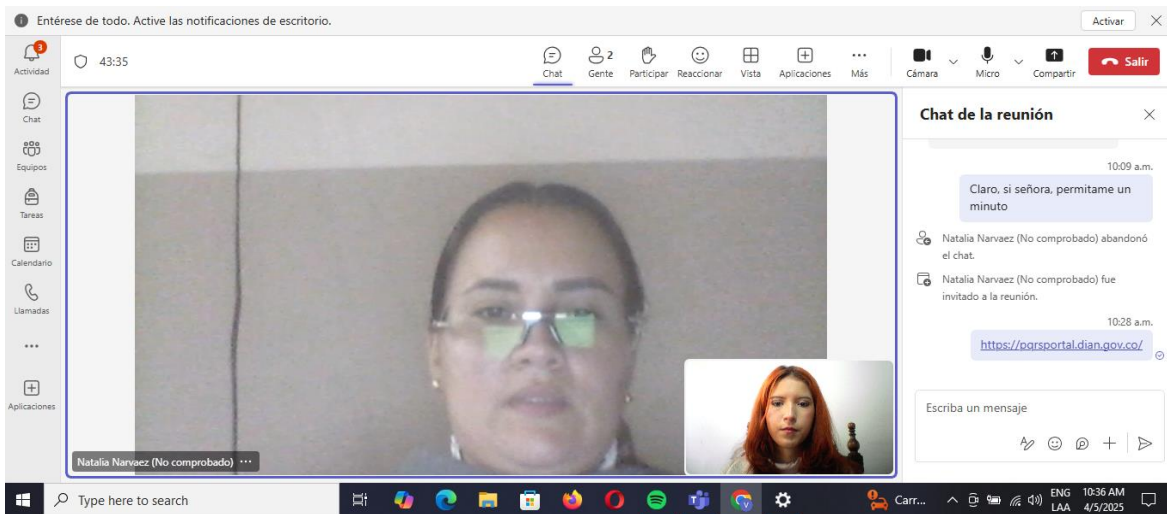 Entérese de todo. Active las notificaciones de escritorio.
Activar
3
Actividad
43:35
Chat
2
Gente
Participar
Reaccionar
Vista
Aplicaciones
Más
Cámara
Micro
Compartir
Salir
Chat
Equipos
Tareas
Calendario
Llamadas
Aplicaciones
Natalia Narvaez (No comprobado)
Chat de la reunión
10:09 a.m.
Claro, si señora, permitame un
minuto
Natalia Narvaez (No comprobado) abandonó
el chat.
Natalia Narvaez (No comprobado) fue
invitado a la reunión.
10:28 a.m.
https://pqrsportal.dian.gov.co/
Escriba un mensaje
Type here to search
Carr...
ENG
LAA
10:36 AM
4/5/2025